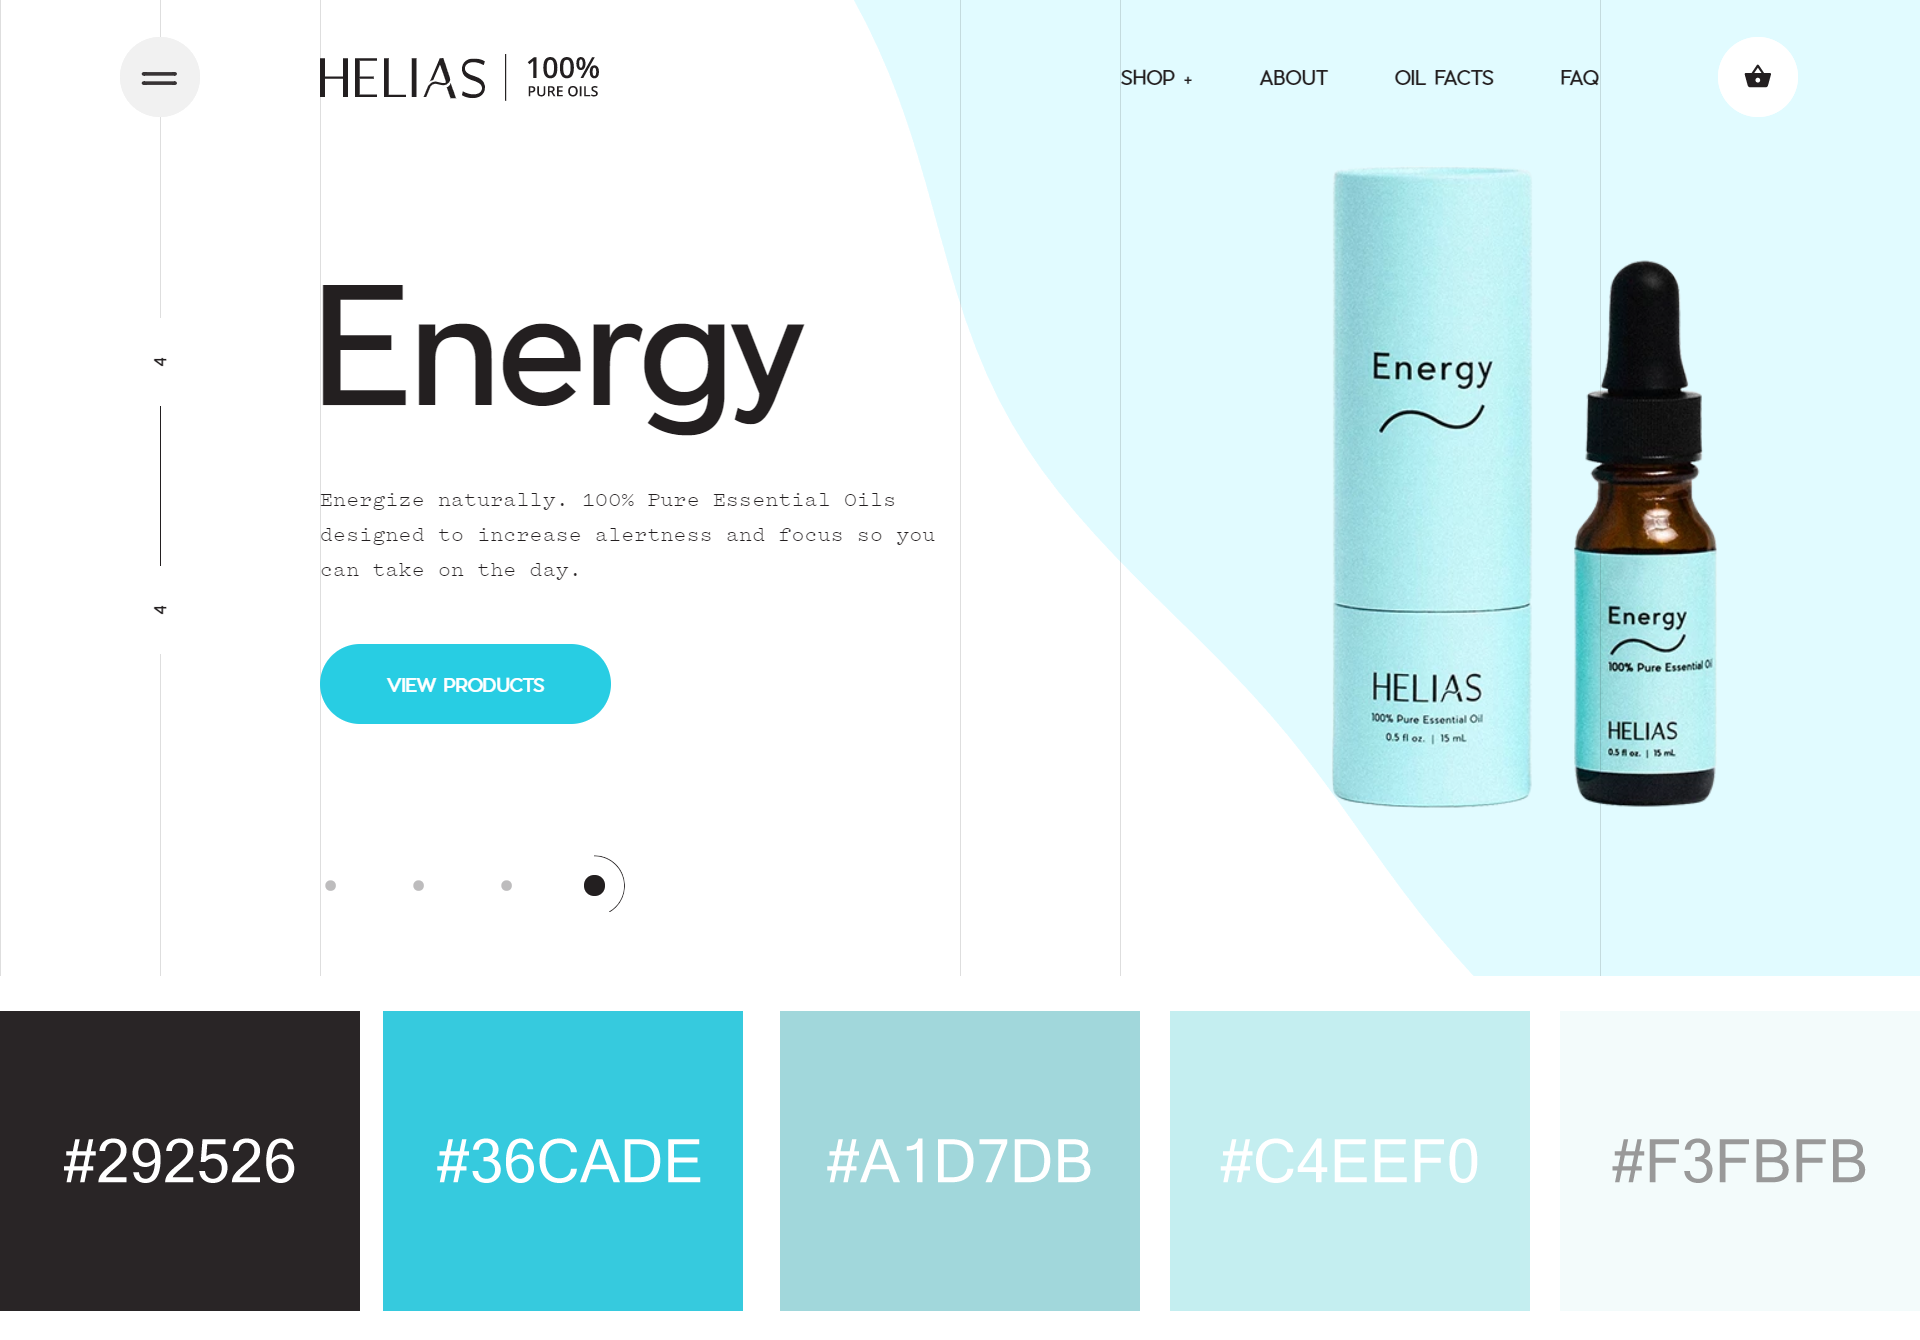 HELIAS
100%
PURE OILS
SHOP +
ABOUT
OIL FACTS
FAQ
4
4
Energy
Energize naturally. 100% Pure Essential Oils
designed to increase alertness and focus so you
can take on the day.
VIEW PRODUCTS
Energy
HELIAS
100% Pure Essential Oil
0.5 fl oz. | 15 mL
Energy
100% Pure Essential Oil
HELIAS
0.5 fl oz. | 15 mL
#292526
#36CADE
#A1D7DB
#C4EEF0
#F3FBFB